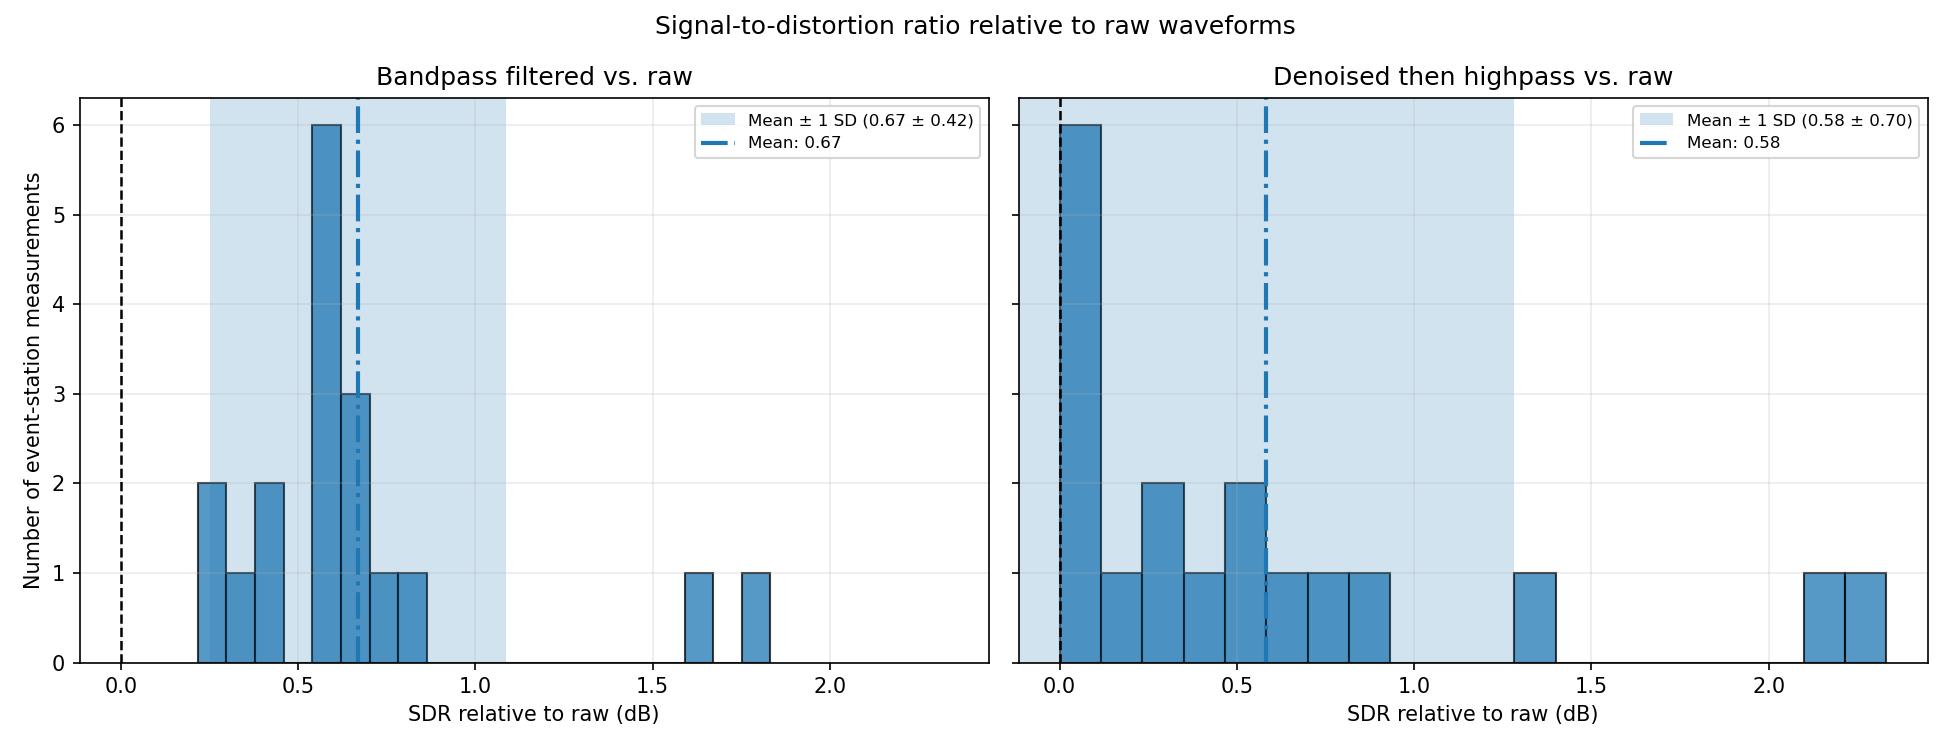 Signal-to-distortion ratio relative to raw waveforms
Bandpass filtered vs. raw
Mean ± 1 SD (0.67 ± 0.42)
Mean: 0.67
Number of event-station measurements
6
5
4
3
2
1
0
0.0 0.5 1.0 1.5 2.0
SDR relative to raw (dB)
Denoised then highpass vs. raw
Mean ± 1 SD (0.58 ± 0.70)
Mean: 0.58
0.0 0.5 1.0 1.5 2.0
SDR relative to raw (dB)